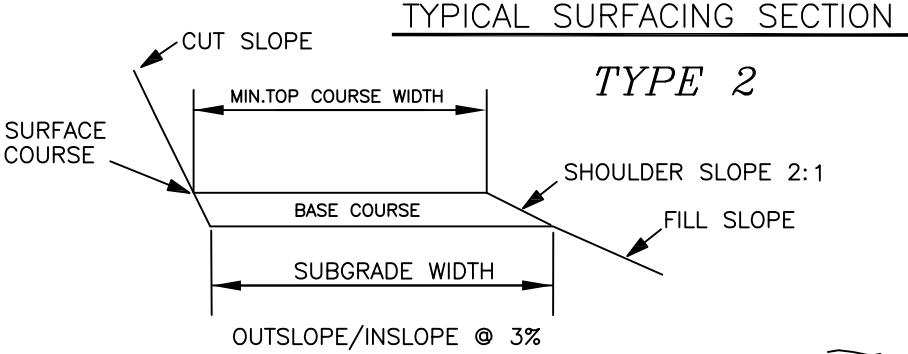 TYPICAL SURFACING SECTION
TYPE 2
CUT SLOPE
MIN.TOP COURSE WIDTH
SURFACE
COURSE
SHOULDER SLOPE 2:1
BASE COURSE
FILL SLOPE
SUBGRADE WIDTH
OUTSLOPE/INSLOPE @ 3%